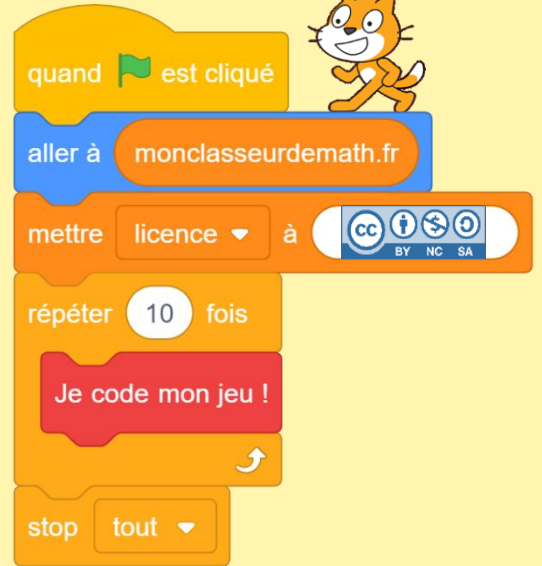 quand est cliqué
aller à monclasseurdemath.fr
mettre licence à cc BY NC SA
répéter 10 fois
Je code mon jeu !
stop tout